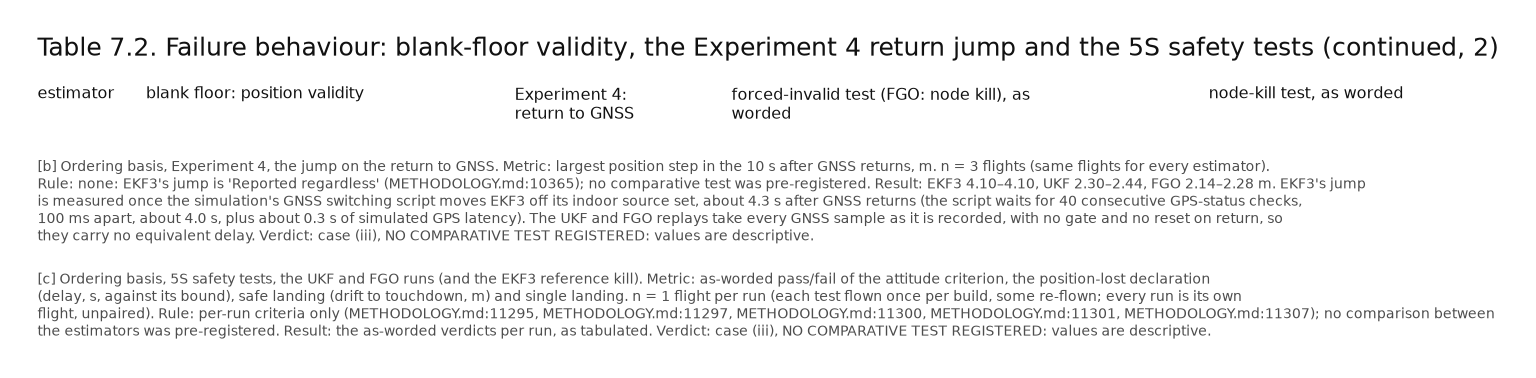 Table 7.2. Failure behaviour: blank-floor validity, the Experiment 4 return jump and the 5S safety tests (continued, 2)
estimator blank floor: position validity Experiment 4: forced-invalid test (FGO: node kill), as node-kill test, as worded
return to GNSS worded
[b] Ordering basis, Experiment 4, the jump on the return to GNSS. Metric: largest position step in the 10 s after GNSS returns, m. n = 3 flights (same flights for every estimator).
Rule: none: EKF3's jump is 'Reported regardless' (METHODOLOGY.md:10365); no comparative test was pre-registered. Result: EKF3 4.10–4.10, UKF 2.30–2.44, FGO 2.14–2.28 m. EKF3's jump
is measured once the simulation's GNSS switching script moves EKF3 off its indoor source set, about 4.3 s after GNSS returns (the script waits for 40 consecutive GPS-status checks,
100 ms apart, about 4.0 s, plus about 0.3 s of simulated GPS latency). The UKF and FGO replays take every GNSS sample as it is recorded, with no gate and no reset on return, so
they carry no equivalent delay. Verdict: case (iii), NO COMPARATIVE TEST REGISTERED: values are descriptive.
[c] Ordering basis, 5S safety tests, the UKF and FGO runs (and the EKF3 reference kill). Metric: as-worded pass/fail of the attitude criterion, the position-lost declaration
(delay, s, against its bound), safe landing (drift to touchdown, m) and single landing. n = 1 flight per run (each test flown once per build, some re-flown; every run is its own
flight, unpaired). Rule: per-run criteria only (METHODOLOGY.md:11295, METHODOLOGY.md:11297, METHODOLOGY.md:11300, METHODOLOGY.md:11301, METHODOLOGY.md:11307); no comparison between
the estimators was pre-registered. Result: the as-worded verdicts per run, as tabulated. Verdict: case (iii), NO COMPARATIVE TEST REGISTERED: values are descriptive.